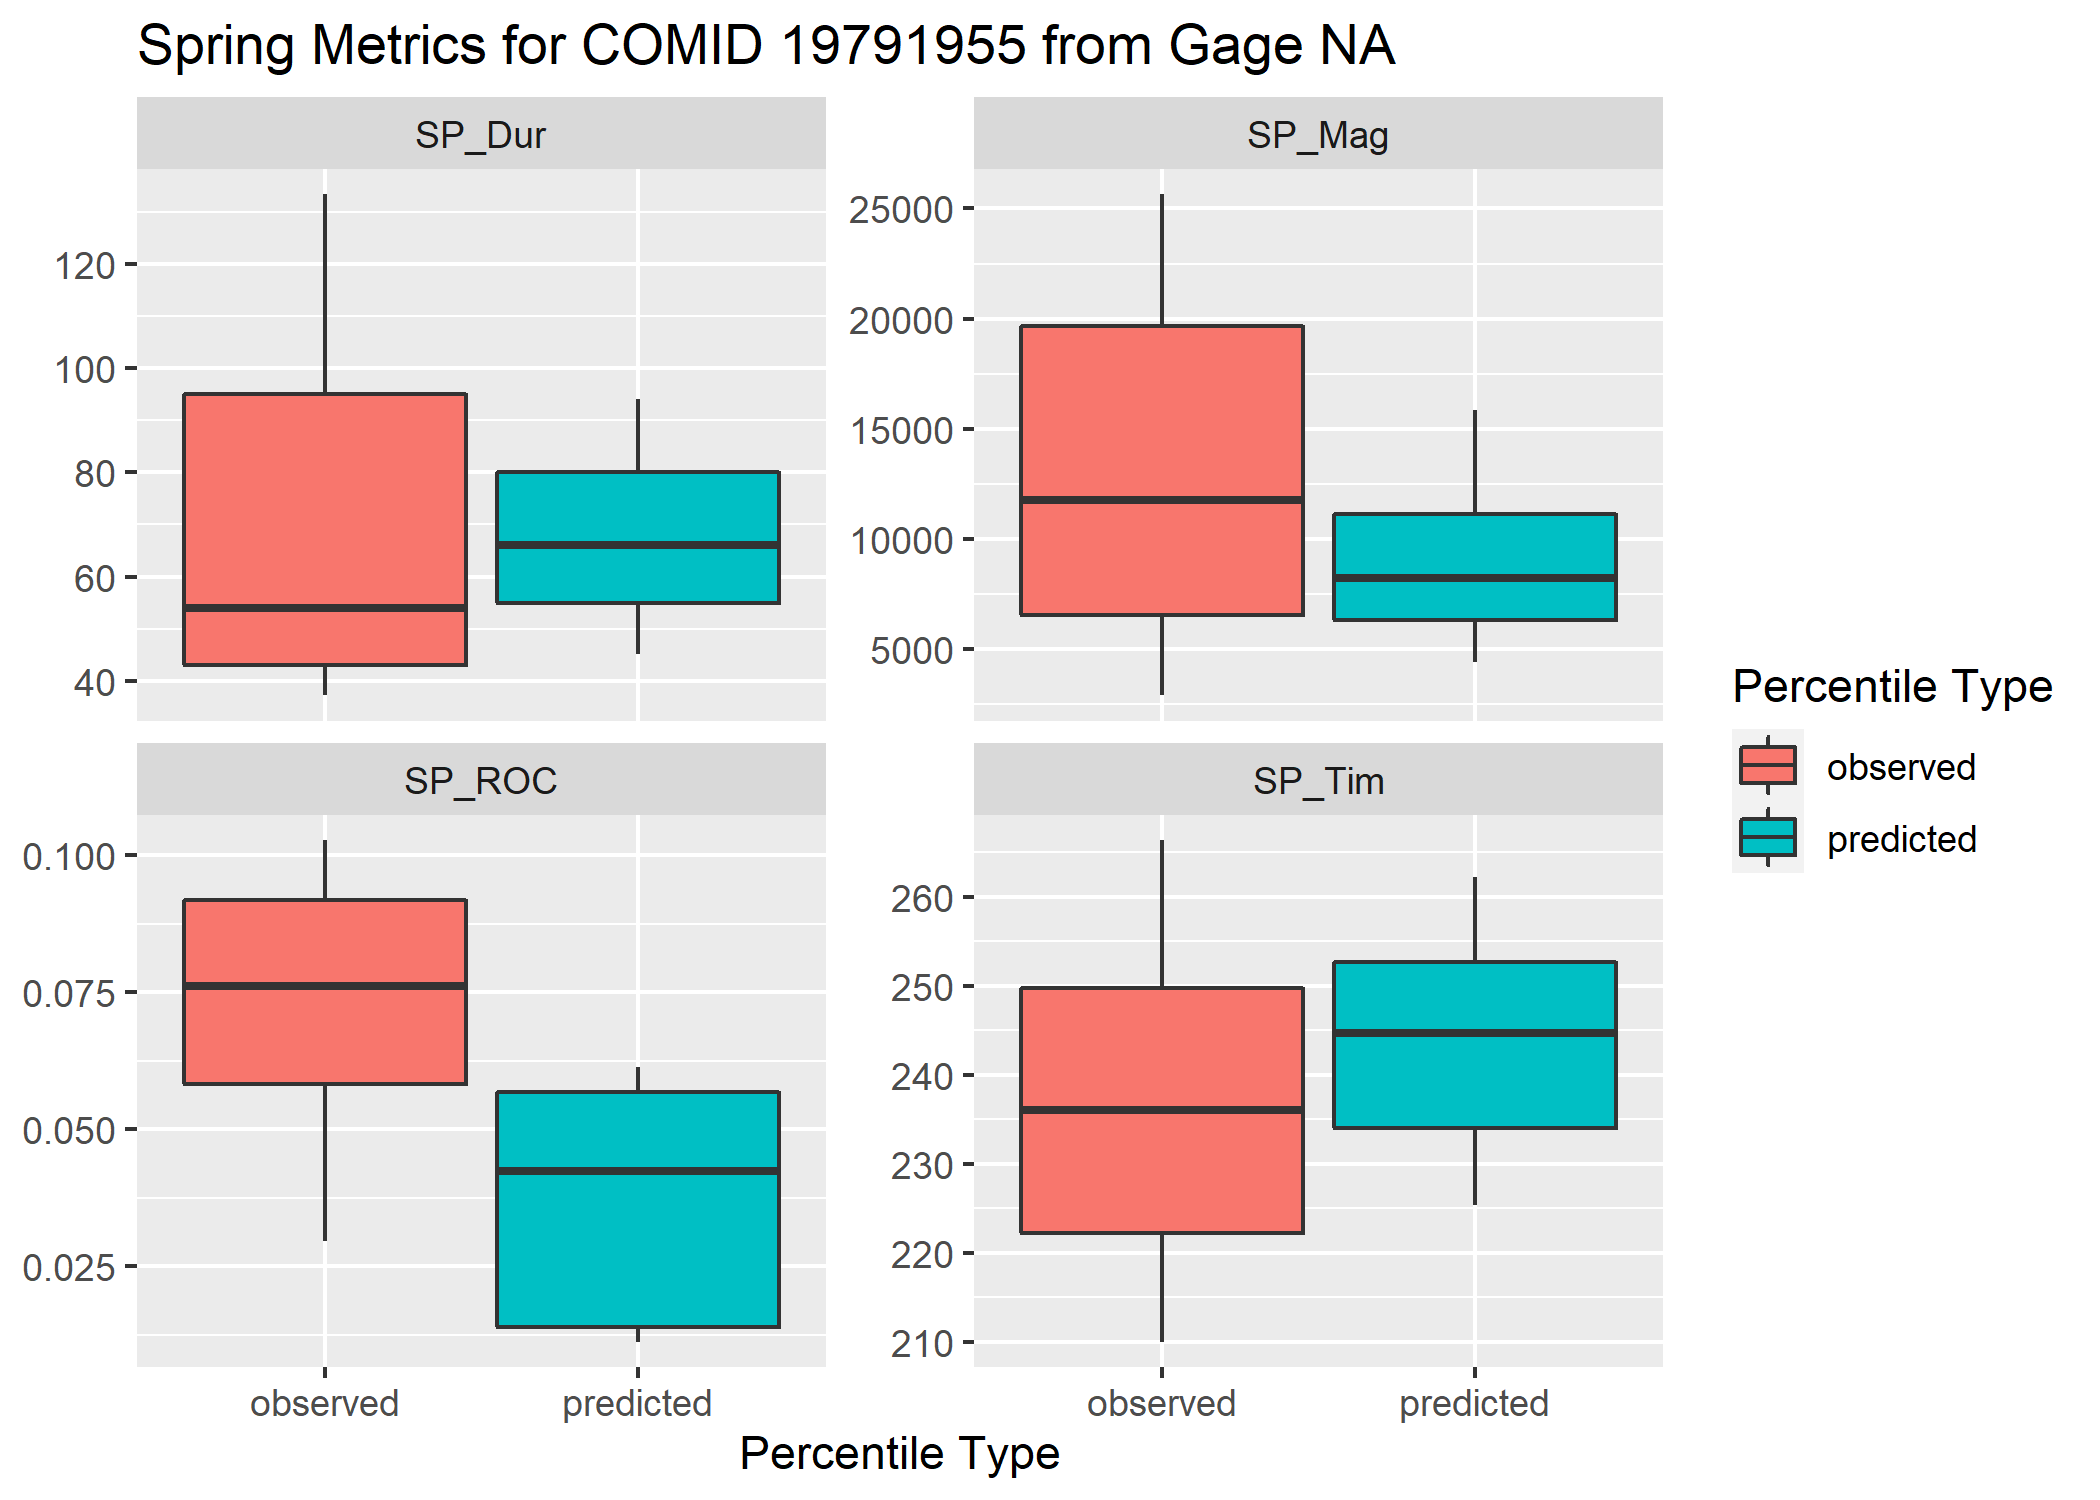 Spring Metrics for COMID 19791955 from Gage NA
SP_Dur
SP_Mag
120
100
80
60
40
25000
20000
15000
10000
5000
SP_ROC
SP_Tim
0.100
0.075
0.050
0.025
260
250
240
230
220
210
observed
predicted
observed
predicted
Percentile Type
Percentile Type
observed
predicted